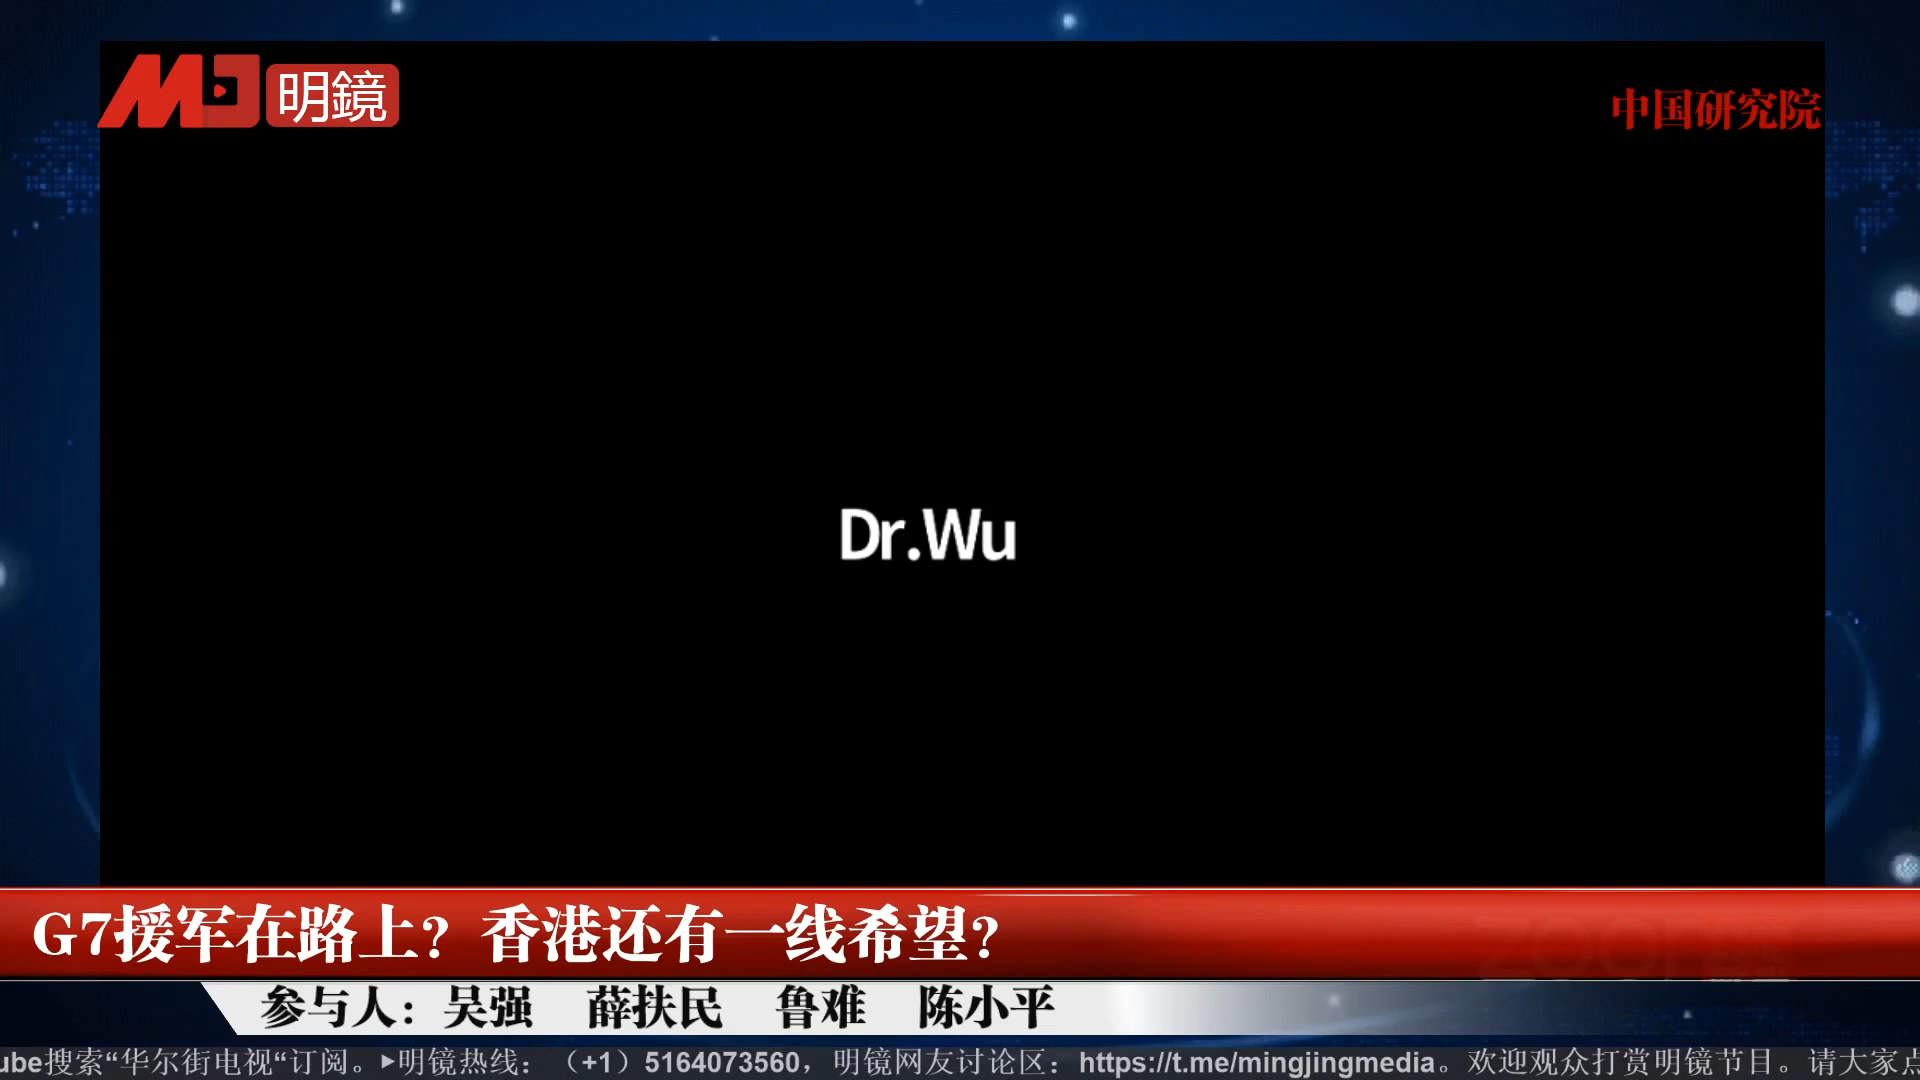 明鏡
中国研究院
Dr.Wu
G7援军在路上？香港还有一线希望？
参与人：吴强 薛扶民 鲁难 陈小平
ube搜索“华尔街电视“订阅。▶明镜热线：（+1）5164073560，明镜网友讨论区：https://t.me/mingjingmedia。欢迎观众打赏明镜节目。请大家点